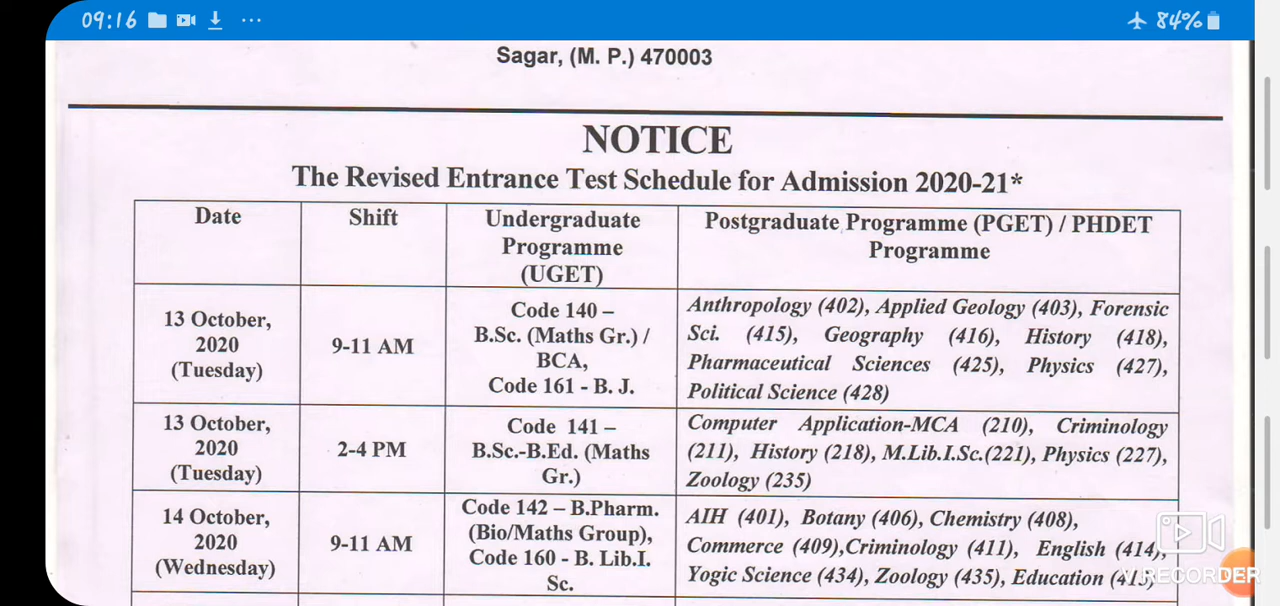 09:16 ... 84%
Sagar, (M. P.) 470003
NOTICE
The Revised Entrance Test Schedule for Admission 2020-21*
Date Shift Undergraduate Programme (UGET) Postgraduate Programme (PGET) / PHDET Programme
13 October,
2020
(Tuesday)
9-11 AM
Code 140 –
B.Sc. (Maths Gr.) /
BCA,
Code 161 - B. J.
Anthropology (402), Applied Geology (403), Forensic
Sci. (415), Geography (416), History (418),
Pharmaceutical Sciences (425), Physics (427),
Political Science (428)
13 October,
2020
(Tuesday)
2-4 PM
Code 141 –
B.Sc.-B.Ed. (Maths
Gr.)
Computer Application-MCA (210), Criminology
(211), History (218), M.Lib.I.Sc.(221), Physics (227),
Zoology (235)
14 October,
2020
(Wednesday)
9-11 AM
Code 142 – B.Pharm.
(Bio/Maths Group),
Code 160 - B. Lib.I.
Sc.
AIH (401), Botany (406), Chemistry (408),
Commerce (409),Criminology (411), English (414),
Yogic Science (434), Zoology (435), Education (413)
RECORDER